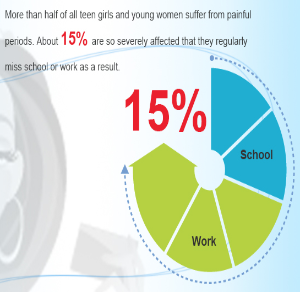 More than half of all teen girls and young women suffer from painful
periods. About 15% are so severely affected that they regularly
miss school or work as a result.
15%
School
Work